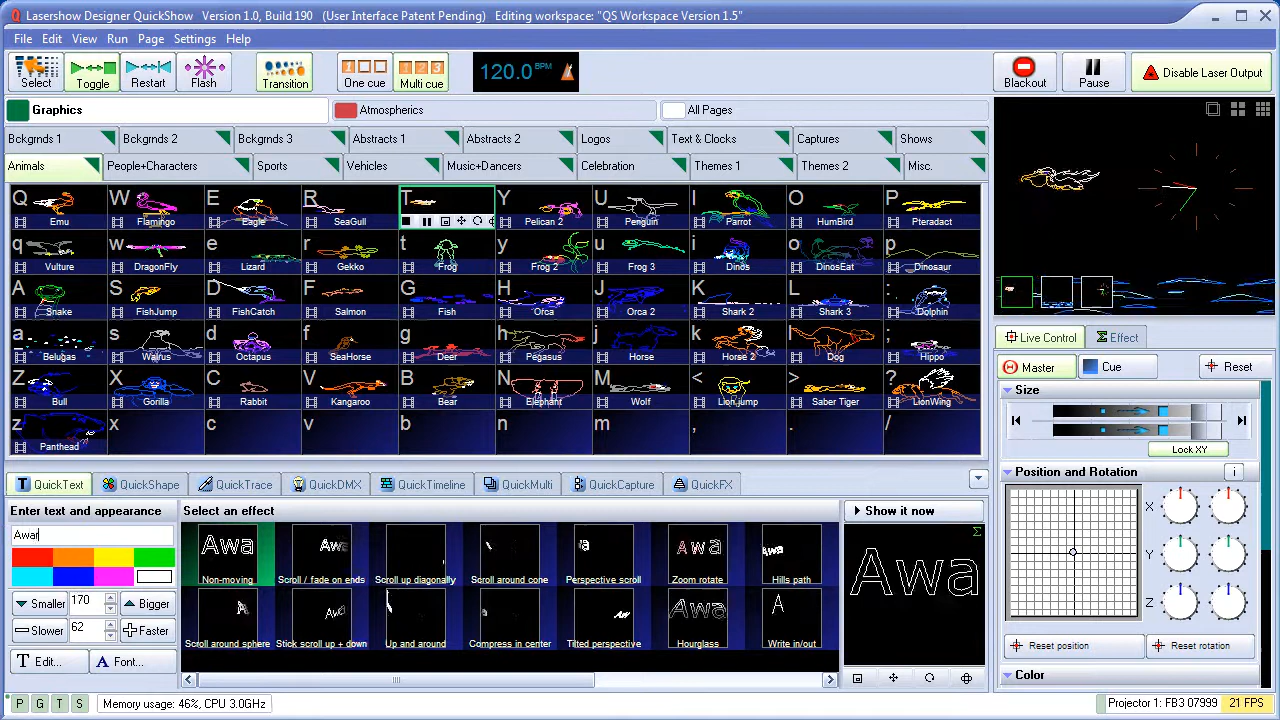 Lasershow Designer QuickShow   Version 1.0, Build 190   (User Interface Patent Pending)   Editing workspace: "QS Workspace Version 1.5"
File Edit View Run Page Settings Help
Select Toggle Restart Flash Transition One cue Multi cue 120.0 BPM Blackout Pause Disable Laser Output
Graphics Atmospherics All Pages
Bckgrnds 1 Bckgrnds 2 Bckgrnds 3 Abstracts 1 Abstracts 2 Logos Text & Clocks Captures Shows
Animals People+Characters Sports Vehicles Music+Dancers Celebration Themes 1 Themes 2 Misc.
Q W E R T Y U I O P
Emu Flamingo Eagle SeaGull Pelican 2 Penguin Parrot HumBird Pteradact
q w e r t y u i o p
Vulture DragonFly Lizard Gekko Frog Frog 2 Frog 3 Dinos DinosEat Dinosaur
A S D F G H J K L :
Snake FishJump FishCatch Salmon Fish Orca Orca 2 Shark 2 Shark 3 Dolphin
a s d f g h j k l ;
Belugas Walrus Octapus SeaHorse Deer Pegasus Horse Horse 2 Dog Hippo
Z X C V B N M < > ?
Bull Gorilla Rabbit Kangaroo Bear Elephant Wolf LionJump Saber Tiger LionWing
z x c v b n m , . /
Panthead
Live Control Σ Effect
Master Cue Reset
Size
Lock XY
Position and Rotation i
X
Y
Z
Reset position Reset rotation
Color
T QuickText QuickShape QuickTrace QuickDMX QuickTimeline QuickMulti QuickCapture QuickFX
Enter text and appearance Select an effect Show it now
Awar
Smaller 170 Bigger
Slower 62 Faster
T Edit... A Font...
Awa Awa Awa Awa
Non-moving Scroll / fade on ends Scroll up diagonally Scroll around cone Perspective scroll Zoom rotate Hills path
Awa Awa A
Scroll around sphere Stick scroll up + down Up and around Compress in center Tilted perspective Hourglass Write in/out
Σ
Awa
P G T S Memory usage: 46%, CPU 3.0GHz Projector 1: FB3 07999 21 FPS